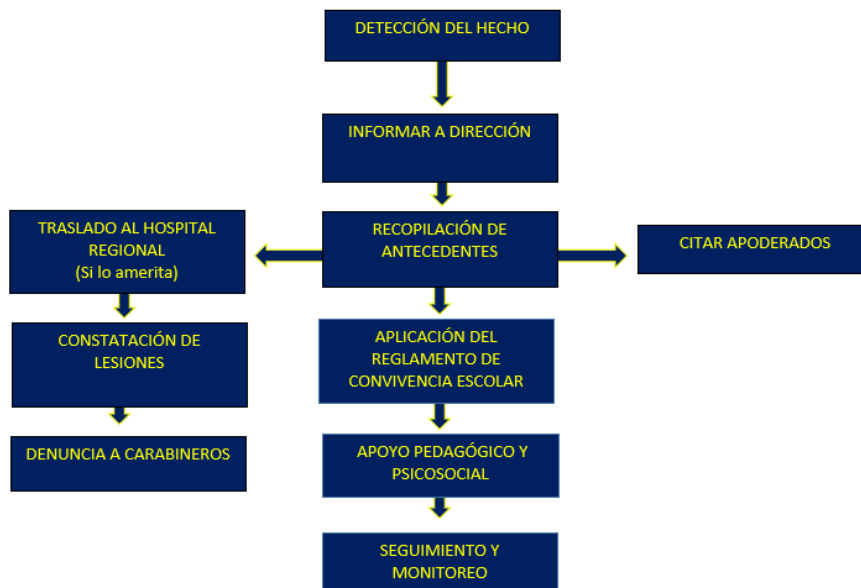 DETECCIÓN DEL HECHO
INFORMAR A DIRECCIÓN
TRASLADO AL HOSPITAL
REGIONAL
(Si lo amerita)
RECOPILACIÓN DE
ANTECEDENTES
CITAR APODERADOS
CONSTATACIÓN DE
LESIONES
APLICACIÓN DEL
REGLAMENTO DE
CONVIVENCIA ESCOLAR
DENUNCIA A CARABINEROS
APOYO PEDAGÓGICO Y
PSICOSOCIAL
SEGUIMIENTO Y
MONITOREO